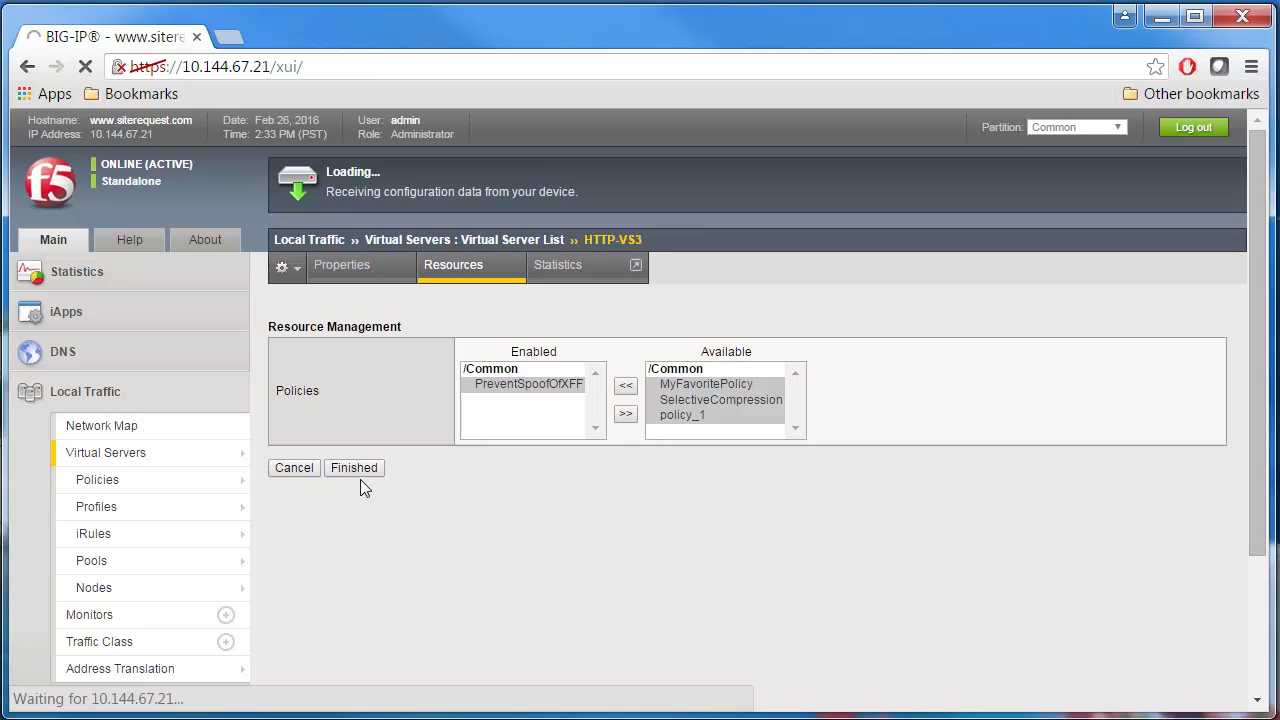 BIG-IP® - www.sitere
https://10.144.67.21/xui/
Apps Bookmarks Other bookmarks
Hostname: www.siterequest.com Date: Feb 26, 2016 User: admin
IP Address: 10.144.67.21 Time: 2:33 PM (PST) Role: Administrator
Partition: Common Log out
f5
ONLINE (ACTIVE)
Standalone
Loading...
Receiving configuration data from your device.
Main Help About
Local Traffic ›› Virtual Servers : Virtual Server List ›› HTTP-VS3
Properties Resources Statistics
Statistics
iApps
DNS
Local Traffic
Network Map
Virtual Servers
Policies
Profiles
iRules
Pools
Nodes
Monitors
Traffic Class
Address Translation
Resource Management
Policies
Enabled
/Common
PreventSpoofOfXFF
<<
>>
Available
/Common
MyFavoritePolicy
SelectiveCompression
policy_1
Cancel Finished
Waiting for 10.144.67.21...